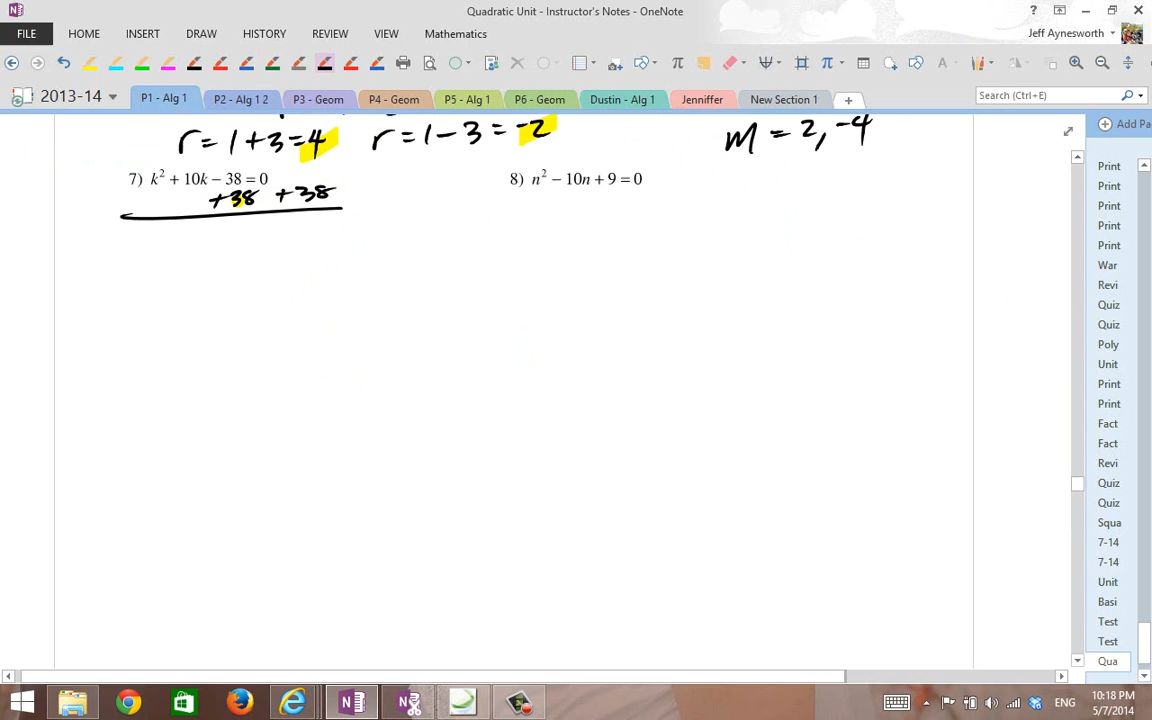 Quadratic Unit - Instructor's Notes - OneNote
FILE HOME INSERT DRAW HISTORY REVIEW VIEW Mathematics
Jeff Aynesworth
2013-14 P1 - Alg 1 P2 - Alg 1 2 P3 - Geom P4 - Geom P5 - Alg 1 P6 - Geom Dustin - Alg 1 Jenniffer New Section 1
Search (Ctrl+E)
Add Pa
r = 1 + 3 = 4 r = 1 - 3 = -2 m = 2, -4
7) k² + 10k − 38 = 0 8) n² − 10n + 9 = 0
+38 +38
Print
Print
Print
Print
Print
War
Revi
Quiz
Quiz
Poly
Unit
Print
Print
Fact
Fact
Revi
Quiz
Quiz
Squa
7-14
7-14
Unit
Basi
Test
Test
Qua
ENG
10:18 PM
5/7/2014